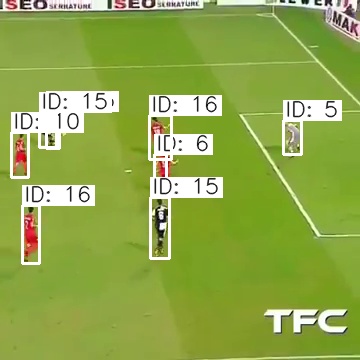 ISEO SERRATURE ISEO SERRATURE
MAK
ID: 15
ID: 16
ID: 5
ID: 10
ID: 6
ID: 16
ID: 15
TFC